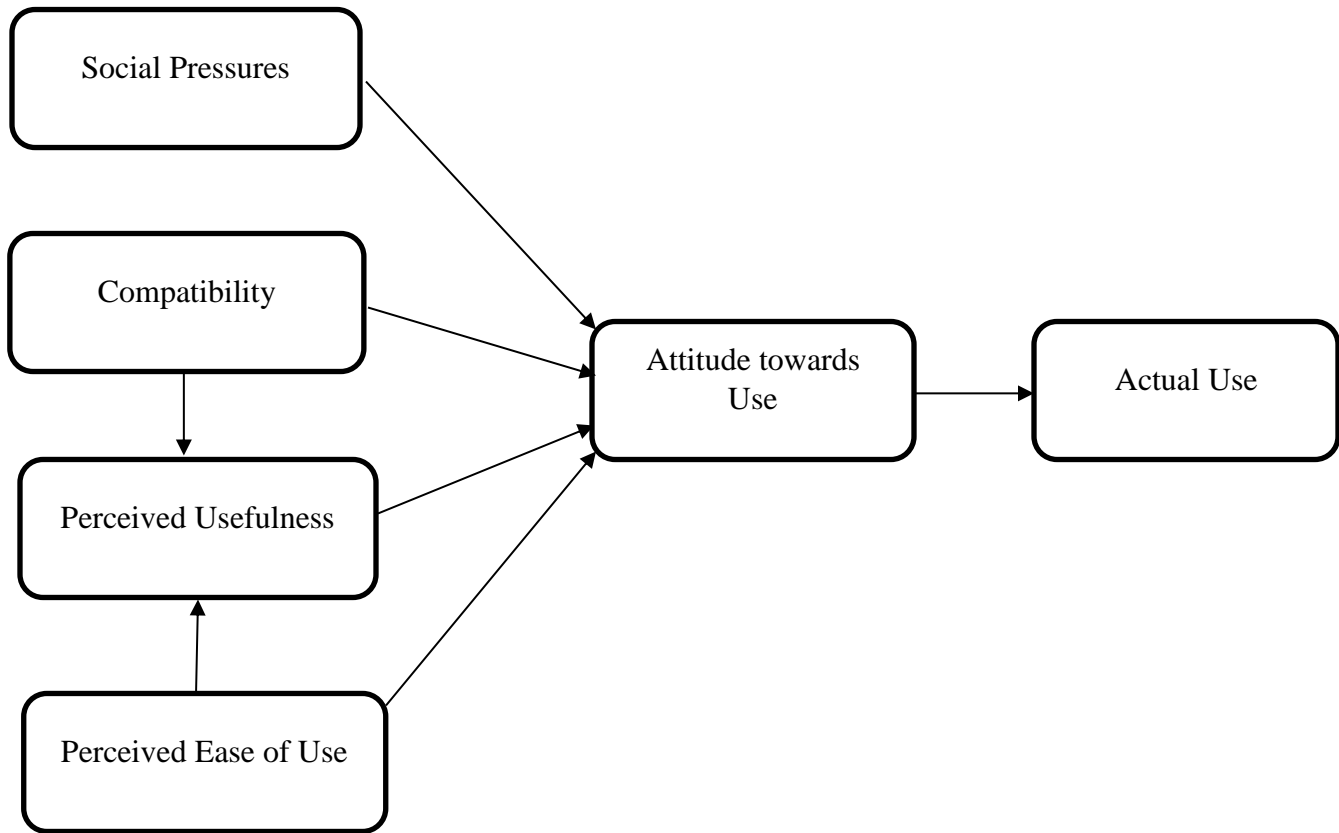 Social Pressures
Compatibility
Perceived Usefulness
Perceived Ease of Use
Attitude towards
Use
Actual Use